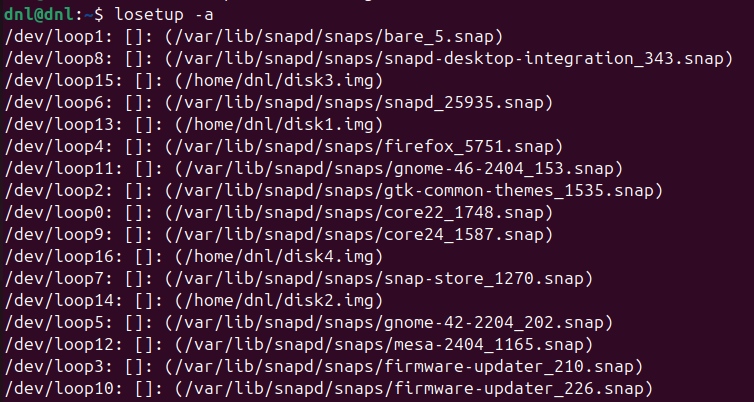 dnl@dnl:~$ losetup -a
/dev/loop1: []: (/var/lib/snapd/snaps/bare_5.snap)
/dev/loop8: []: (/var/lib/snapd/snaps/snapd-desktop-integration_343.snap)
/dev/loop15: []: (/home/dnl/disk3.img)
/dev/loop6: []: (/var/lib/snapd/snaps/snapd_25935.snap)
/dev/loop13: []: (/home/dnl/disk1.img)
/dev/loop4: []: (/var/lib/snapd/snaps/firefox_5751.snap)
/dev/loop11: []: (/var/lib/snapd/snaps/gnome-46-2404_153.snap)
/dev/loop2: []: (/var/lib/snapd/snaps/gtk-common-themes_1535.snap)
/dev/loop0: []: (/var/lib/snapd/snaps/core22_1748.snap)
/dev/loop9: []: (/var/lib/snapd/snaps/core24_1587.snap)
/dev/loop16: []: (/home/dnl/disk4.img)
/dev/loop7: []: (/var/lib/snapd/snaps/snap-store_1270.snap)
/dev/loop14: []: (/home/dnl/disk2.img)
/dev/loop5: []: (/var/lib/snapd/snaps/gnome-42-2204_202.snap)
/dev/loop12: []: (/var/lib/snapd/snaps/mesa-2404_1165.snap)
/dev/loop3: []: (/var/lib/snapd/snaps/firmware-updater_210.snap)
/dev/loop10: []: (/var/lib/snapd/snaps/firmware-updater_226.snap)